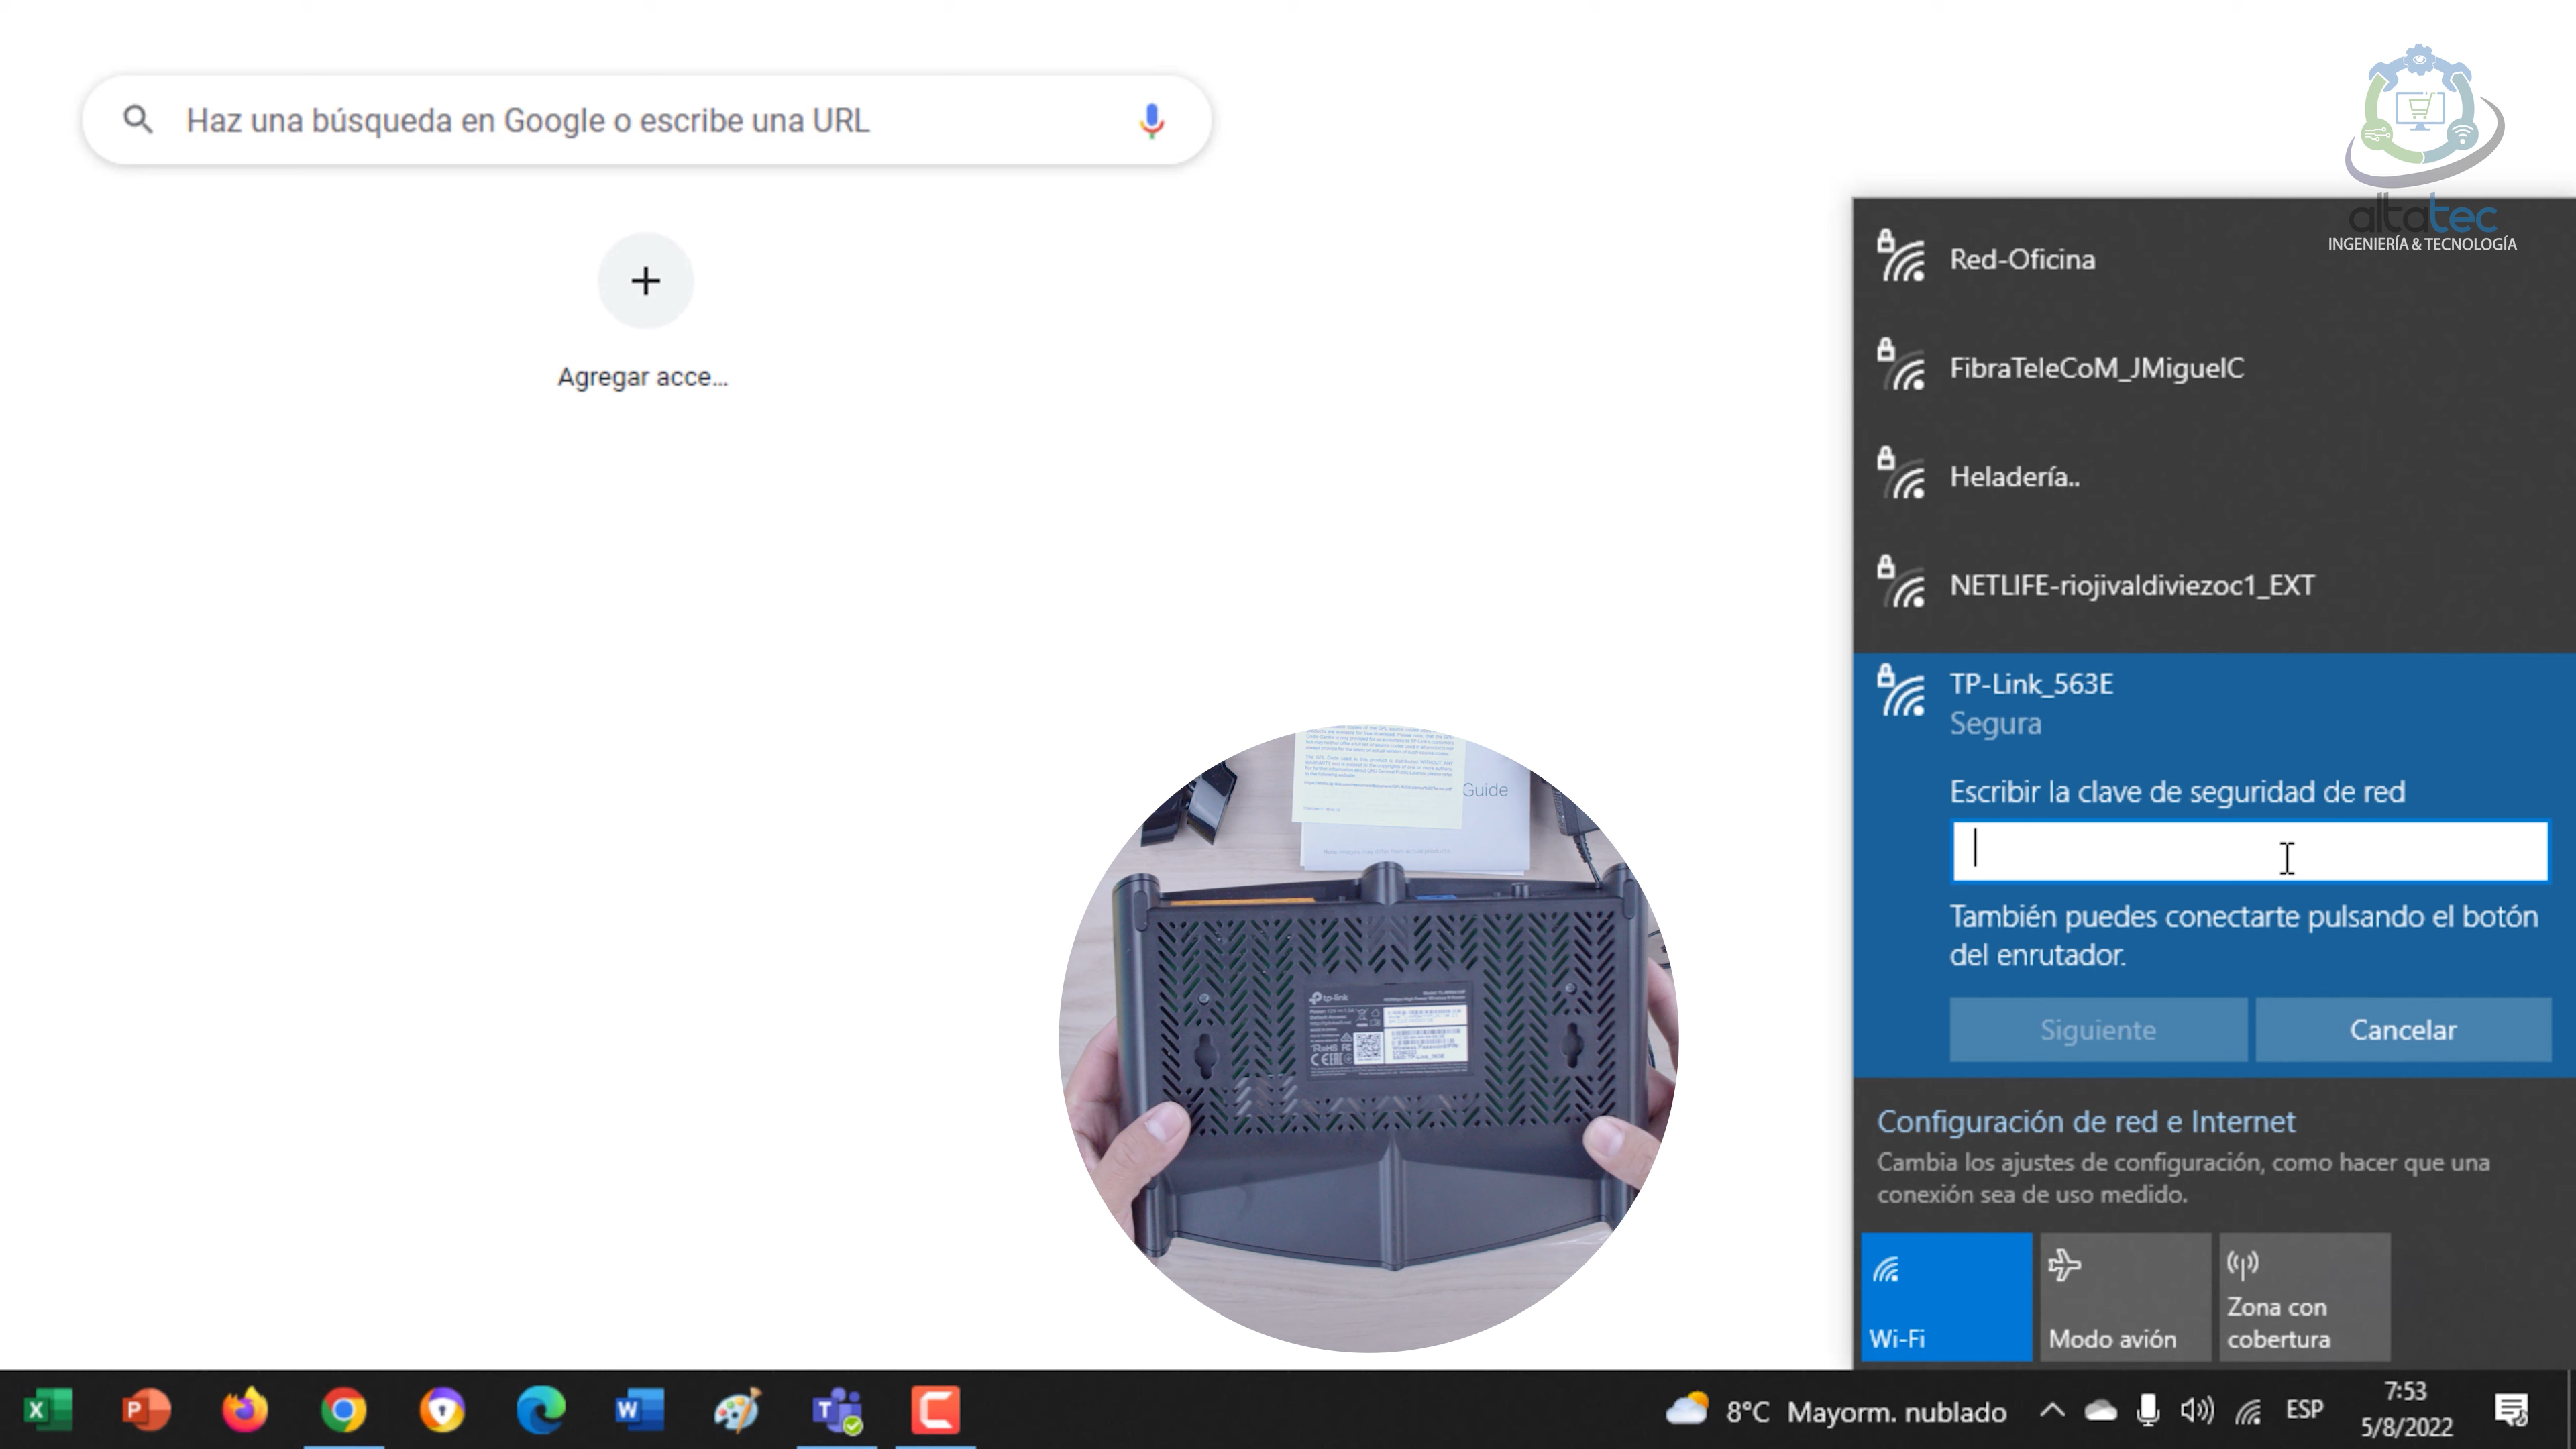 Haz una búsqueda en Google o escribe una URL
Agregar acce...
altatec
INGENIERÍA & TECNOLOGÍA
Red-Oficina
FibraTeleCoM_JMiguelC
Heladería..
NETLIFE-riojivaldiviezoc1_EXT
TP-Link_563E
Segura
Escribir la clave de seguridad de red
También puedes conectarte pulsando el botón
del enrutador.
Siguiente
Cancelar
Configuración de red e Internet
Cambia los ajustes de configuración, como hacer que una
conexión sea de uso medido.
Wi-Fi
Modo avión
Zona con
cobertura
Guide
tp-link
8°C Mayorm. nublado
ESP
7:53
5/8/2022